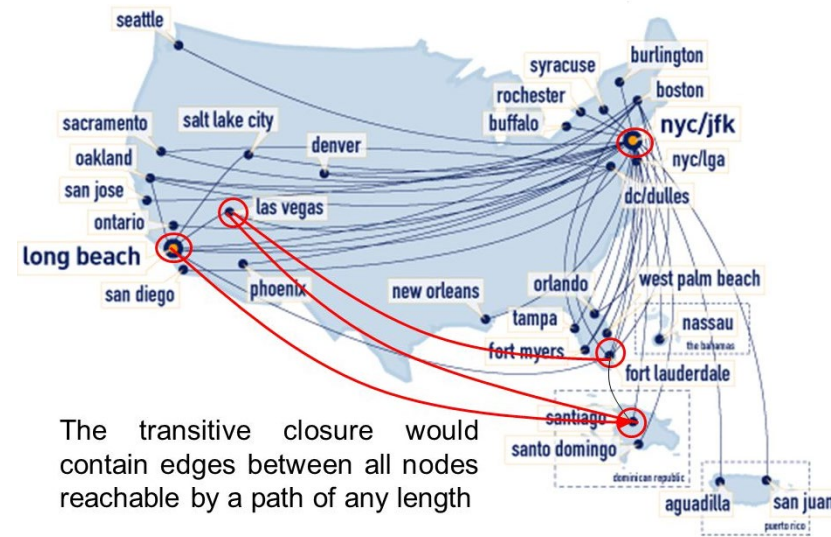 seattle
burlington
syracuse
boston
rochester
nyc/jfk
buffalo
sacramento
salt lake city
denver
nyc/lga
oakland
san jose
las vegas
dc/dulles
ontario
long beach
san diego
phoenix
new orleans
orlando
west palm beach
tampa
nassau
the bahamas
fort myers
fort lauderdale
santiago
santo domingo
dominican republic
aguadilla
san juan
puerto rico
The transitive closure would
contain edges between all nodes
reachable by a path of any length